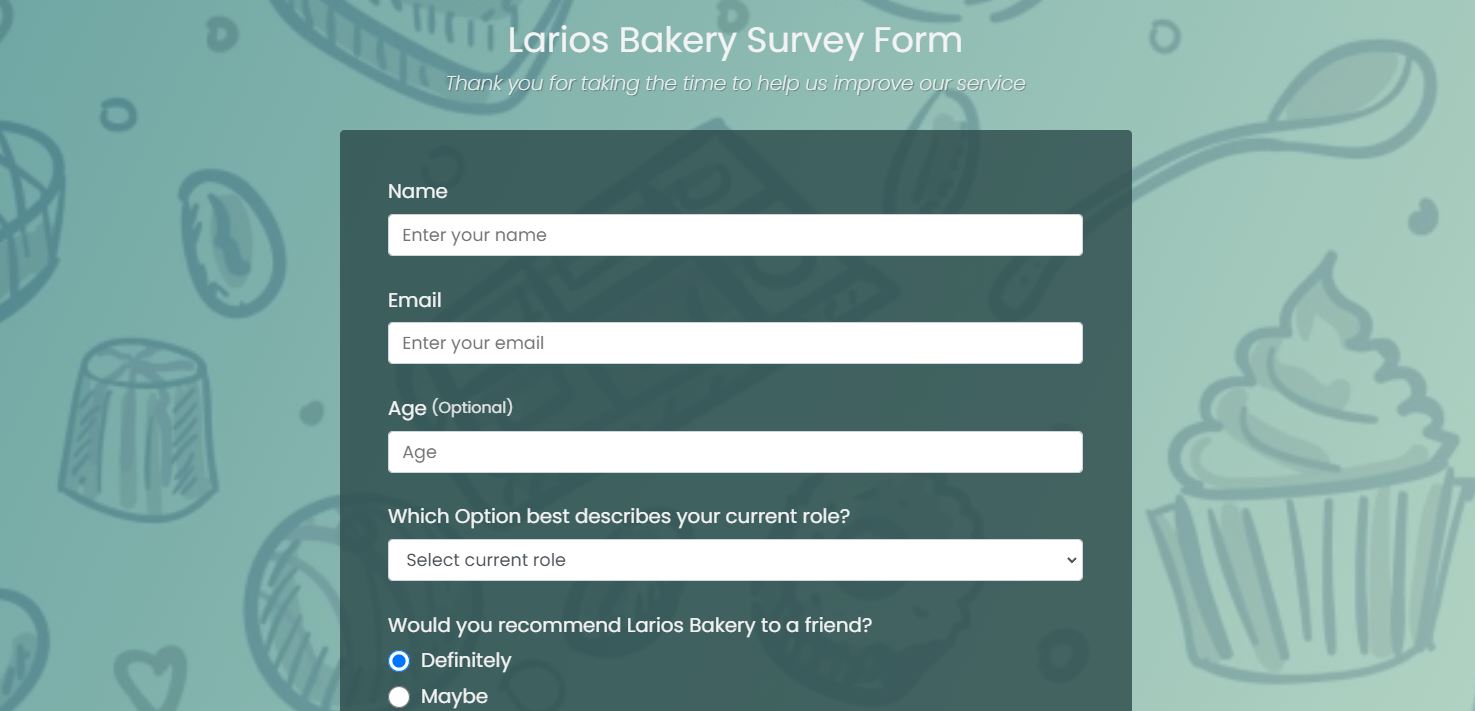 Larios Bakery Survey Form
Thank you for taking the time to help us improve our service
Name
Enter your name
Email
Enter your email
Age (Optional)
Age
Which Option best describes your current role?
Select current role
Would you recommend Larios Bakery to a friend?
Definitely
Maybe